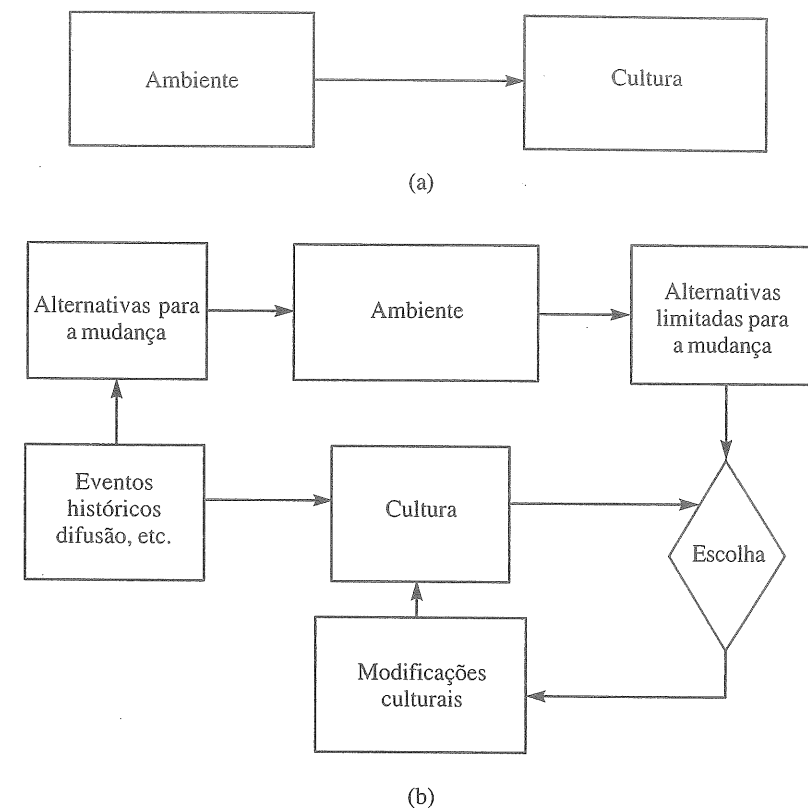 Ambiente
Cultura
(a)
Alternativas para
a mudança
Ambiente
Alternativas
limitadas para
a mudança
Eventos
históricos
difusão, etc.
Cultura
Escolha
Modificações
culturais
(b)